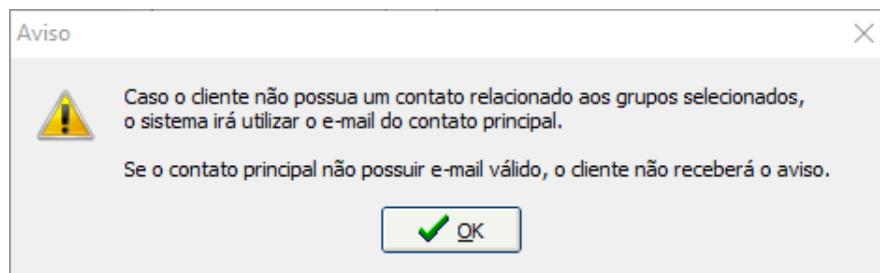 Aviso
Caso o cliente não possua um contato relacionado aos grupos selecionados,
o sistema irá utilizar o e-mail do contato principal.
Se o contato principal não possuir e-mail válido, o cliente não receberá o aviso.
OK